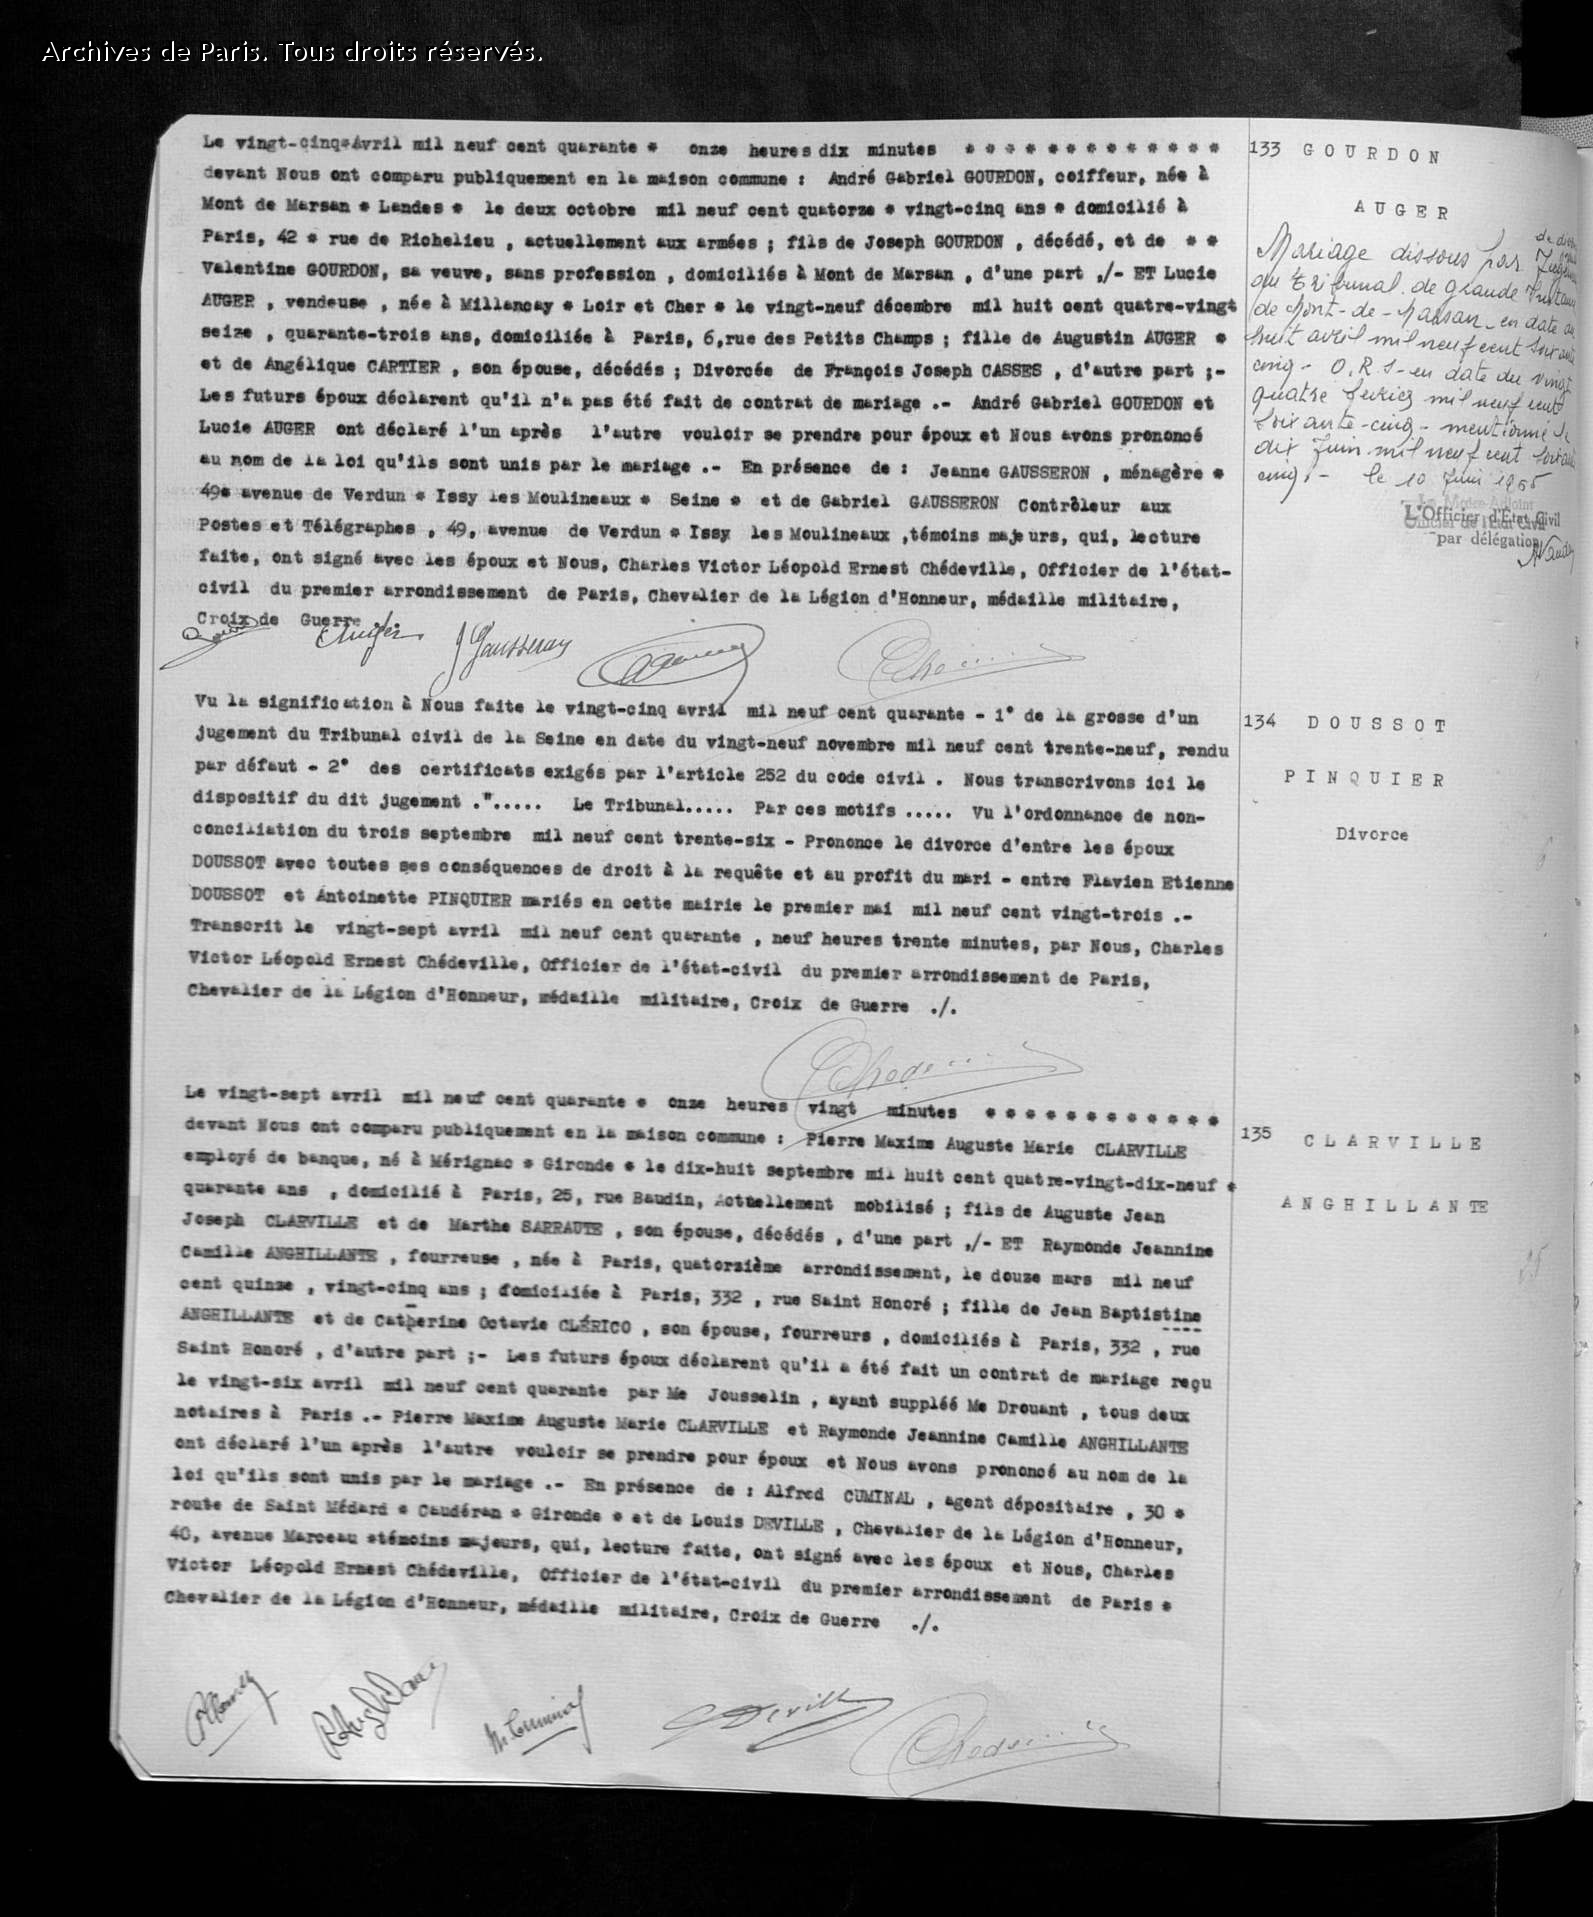 Archives de Paris. Tous droits réservés.
Le vingt-cinq*Avril mil neuf cent quarante * onze heures dix minutes * * * * * * * * * * * * *
devant Nous ont comparu publiquement en la maison commune : André Gabriel GOURDON, coiffeur, née à
Mont de Marsan * Landes * le deux octobre mil neuf cent quatorze * vingt-cinq ans * domicilié à
Paris, 42 * rue de Richelieu , actuellement aux armées ; fils de Joseph GOURDON , décédé, et de * *
Valentine GOURDON, sa veuve, sans profession , domiciliés à Mont de Marsan , d'une part ,/- ET Lucie
AUGER , vendeuse , née à Millancay * Loir et Cher * le vingt-neuf décembre mil huit cent quatre-vingt
seize , quarante-trois ans, domiciliée à Paris, 6,rue des Petits Champs ; fille de Augustin AUGER *
et de Angélique CARTIER , son épouse, décédés ; Divorcée de François Joseph CASSES , d'autre part ;-
Les futurs époux déclarent qu'il n'a pas été fait de contrat de mariage .- André Gabriel GOURDON et
Lucie AUGER ont déclaré l'un après l'autre vouloir se prendre pour époux et Nous avons prononcé
au nom de la loi qu'ils sont unis par le mariage .- En présence de : Jeanne GAUSSERON , ménagère *
49* avenue de Verdun * Issy les Moulineaux * Seine * et de Gabriel GAUSSERON Contrôleur aux
Postes et Télégraphes , 49, avenue de Verdun * Issy les Moulineaux ,témoins majeurs, qui, lecture
faite, ont signé avec les époux et Nous, Charles Victor Léopold Ernest Chédeville, Officier de l'état-
civil du premier arrondissement de Paris, Chevalier de la Légion d'Honneur, médaille militaire,
Croix de Guerre
J Gausseron
133 GOURDON
AUGER
Mariage dissous par
du tribunal de grande Instance
de Mont-de-Marsan en date du
huit avril mil neuf cent soixante
cinq - O.R.S - en date du vingt
quatre février mil neuf cent
soixante-cinq - mentionné le
dix Juin mil neuf cent soixante
cinq. - le 10 Juin 1965
L'Officier d'Etat Civil
par délégation
Vu la signification à Nous faite le vingt-cinq avril mil neuf cent quarante - 1° de la grosse d'un
jugement du Tribunal civil de la Seine en date du vingt-neuf novembre mil neuf cent trente-neuf, rendu
par défaut - 2° des certificats exigés par l'article 252 du code civil . Nous transcrivons ici le
dispositif du dit jugement ."..... Le Tribunal..... Par ces motifs ..... Vu l'ordonnance de non-
conciliation du trois septembre mil neuf cent trente-six - Prononce le divorce d'entre les époux
DOUSSOT avec toutes ses conséquences de droit à la requête et au profit du mari - entre Flavien Etienne
DOUSSOT et Antoinette PINQUIER mariés en cette mairie le premier mai mil neuf cent vingt-trois .-
Transcrit le vingt-sept avril mil neuf cent quarante , neuf heures trente minutes, par Nous, Charles
Victor Léopold Ernest Chédeville, Officier de l'état-civil du premier arrondissement de Paris,
Chevalier de la Légion d'Honneur, médaille militaire, Croix de Guerre ./.
134 DOUSSOT
PINQUIER
Divorce
Le vingt-sept avril mil neuf cent quarante * onze heures vingt minutes * * * * * * * * * * * *
devant Nous ont comparu publiquement en la maison commune : Pierre Maxime Auguste Marie CLARVILLE
employé de banque, né à Mérignac * Gironde * le dix-huit septembre mil huit cent quatre-vingt-dix-neuf *
quarante ans , domicilié à Paris, 25, rue Baudin, Actuellement mobilisé ; fils de Auguste Jean
Joseph CLARVILLE et de Marthe SARRAUTE , son épouse, décédés , d'une part ,/- ET Raymonde Jeannine
Camille ANGHILLANTE , fourreuse , née à Paris, quatorzième arrondissement, le douze mars mil neuf
cent quinze , vingt-cinq ans ; domiciliée à Paris, 332 , rue Saint Honoré ; fille de Jean Baptistine
ANGHILLANTE et de Catherine Octavie CLÉRICO , son épouse, fourreurs , domiciliés à Paris, 332 , rue
Saint Honoré , d'autre part ;- Les futurs époux déclarent qu'il a été fait un contrat de mariage reçu
le vingt-six avril mil neuf cent quarante par Me Jousselin , ayant suppléé Me Drouant , tous deux
notaires à Paris .- Pierre Maxime Auguste Marie CLARVILLE et Raymonde Jeannine Camille ANGHILLANTE
ont déclaré l'un après l'autre vouloir se prendre pour époux et Nous avons prononcé au nom de la
loi qu'ils sont unis par le mariage .- En présence de : Alfred CUMINAL , agent dépositaire , 30 *
route de Saint Médard * Caudéran * Gironde * et de Louis DEVILLE , Chevalier de la Légion d'Honneur,
40, avenue Marceau *témoins majeurs, qui, lecture faite, ont signé avec les époux et Nous, Charles
Victor Léopold Ernest Chédeville, Officier de l'état-civil du premier arrondissement de Paris *
Chevalier de la Légion d'Honneur, médaille militaire, Croix de Guerre ./.
135 CLARVILLE
ANGHILLANTE